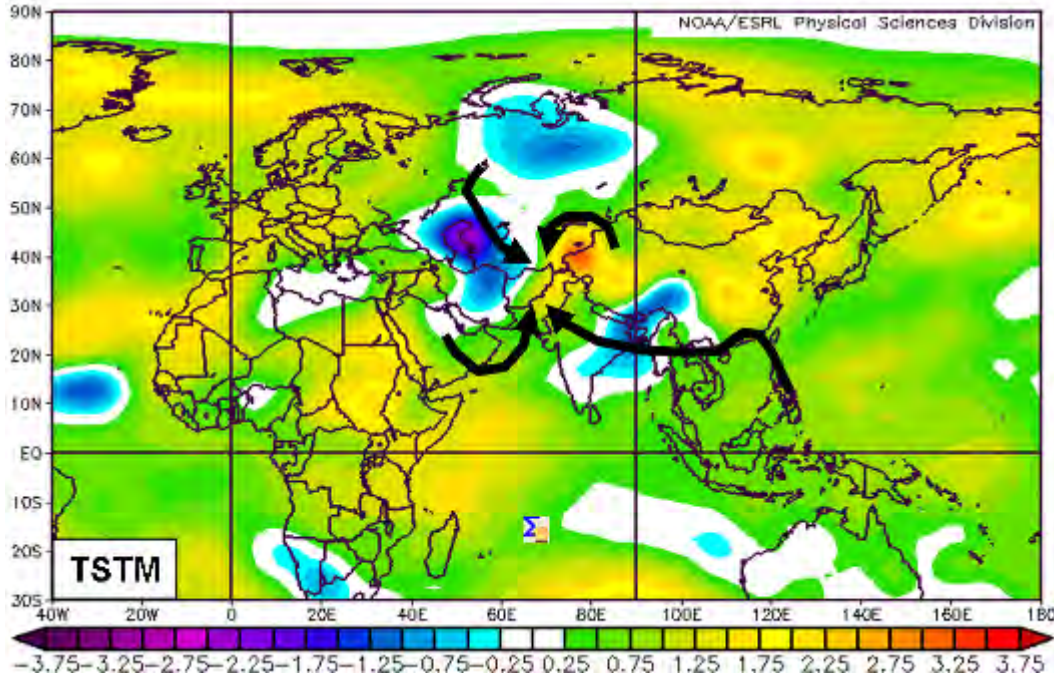 90N
NOAA/ESRL Physical Sciences Division
80N
70N
60N
50N
40N
30N
20N
10N
EQ
10S
20S
TSTM
30S
40W 20W 0 20E 40E 60E 80E 100E 120E 140E 160E 180
-3.75 -3.25 -2.75 -2.25 -1.75 -1.25 -0.75 -0.25 0.25 0.75 1.25 1.75 2.25 2.75 3.25 3.75